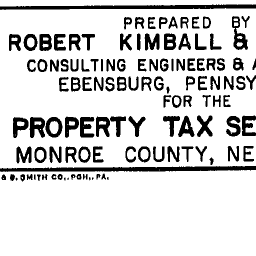 PREPARED BY
ROBERT KIMBALL &
CONSULTING ENGINEERS & A
EBENSBURG, PENNSY
FOR THE
PROPERTY TAX SE
MONROE COUNTY, NE
& B. SMITH CO., PGH., PA.